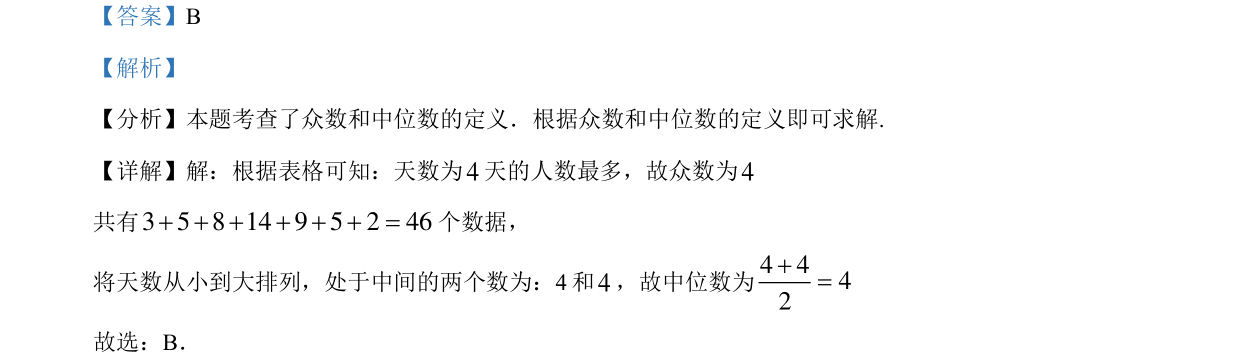 【答案】B
【解析】
【分析】本题考查了众数和中位数的定义．根据众数和中位数的定义即可求解.
【详解】解：根据表格可知：天数为4天的人数最多，故众数为4
共有3+5+8+14+9+5+2=46个数据，
将天数从小到大排列，处于中间的两个数为：4和4，故中位数为\frac{4+4}{2}=4
故选：B．